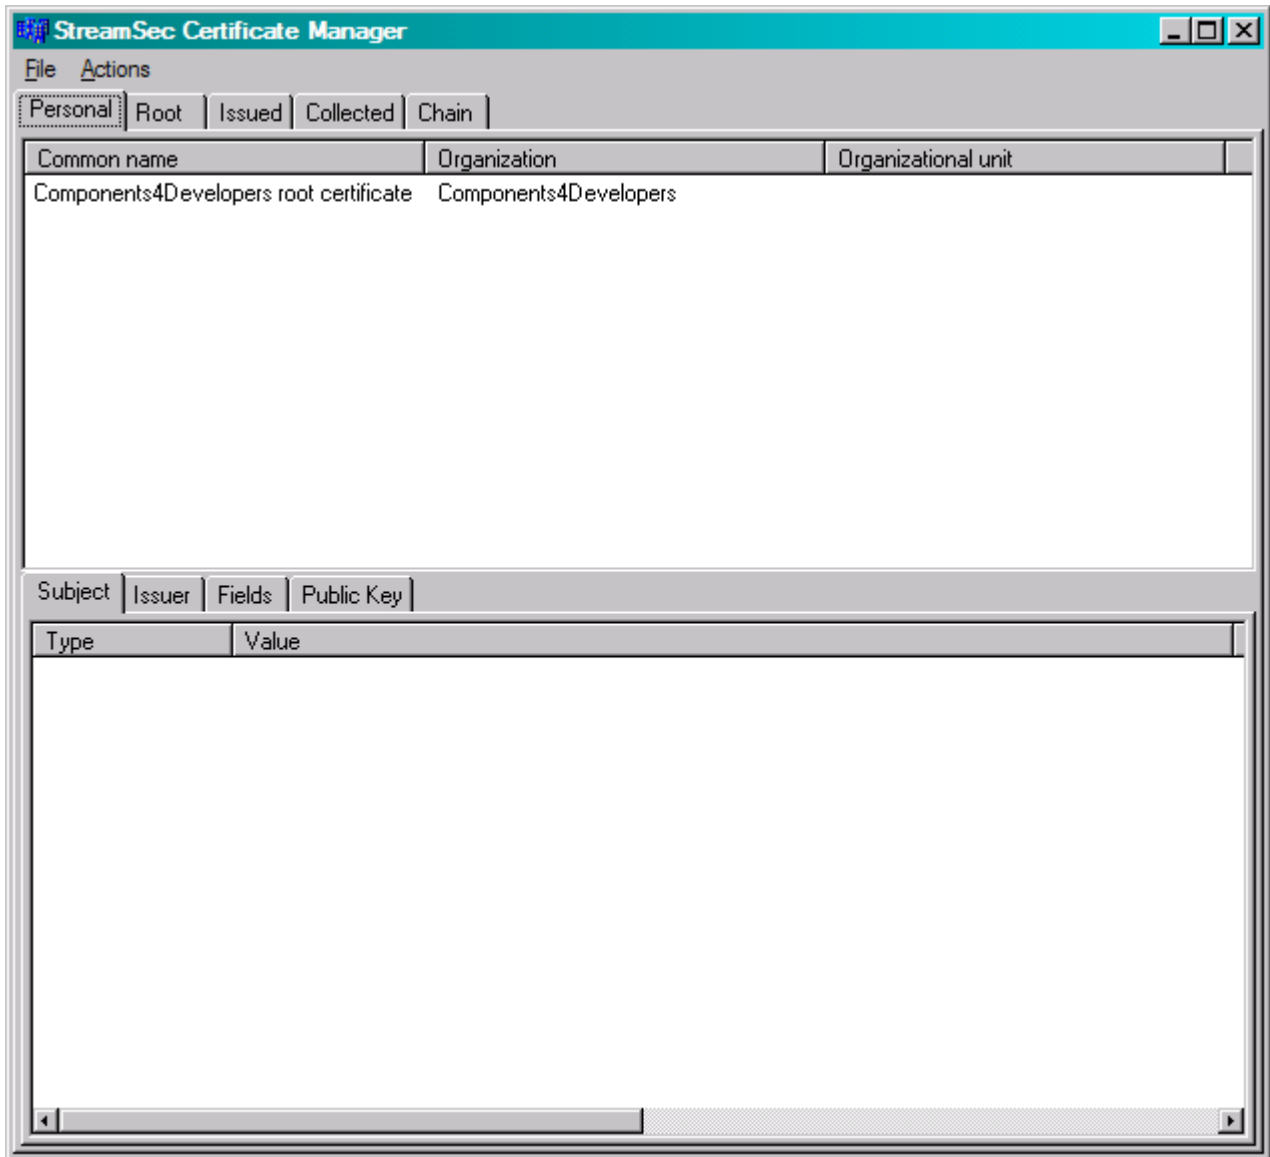 StreamSec Certificate Manager
File Actions
Personal Root Issued Collected Chain
Common name Organization Organizational unit
Components4Developers root certificate Components4Developers
Subject Issuer Fields Public Key
Type Value